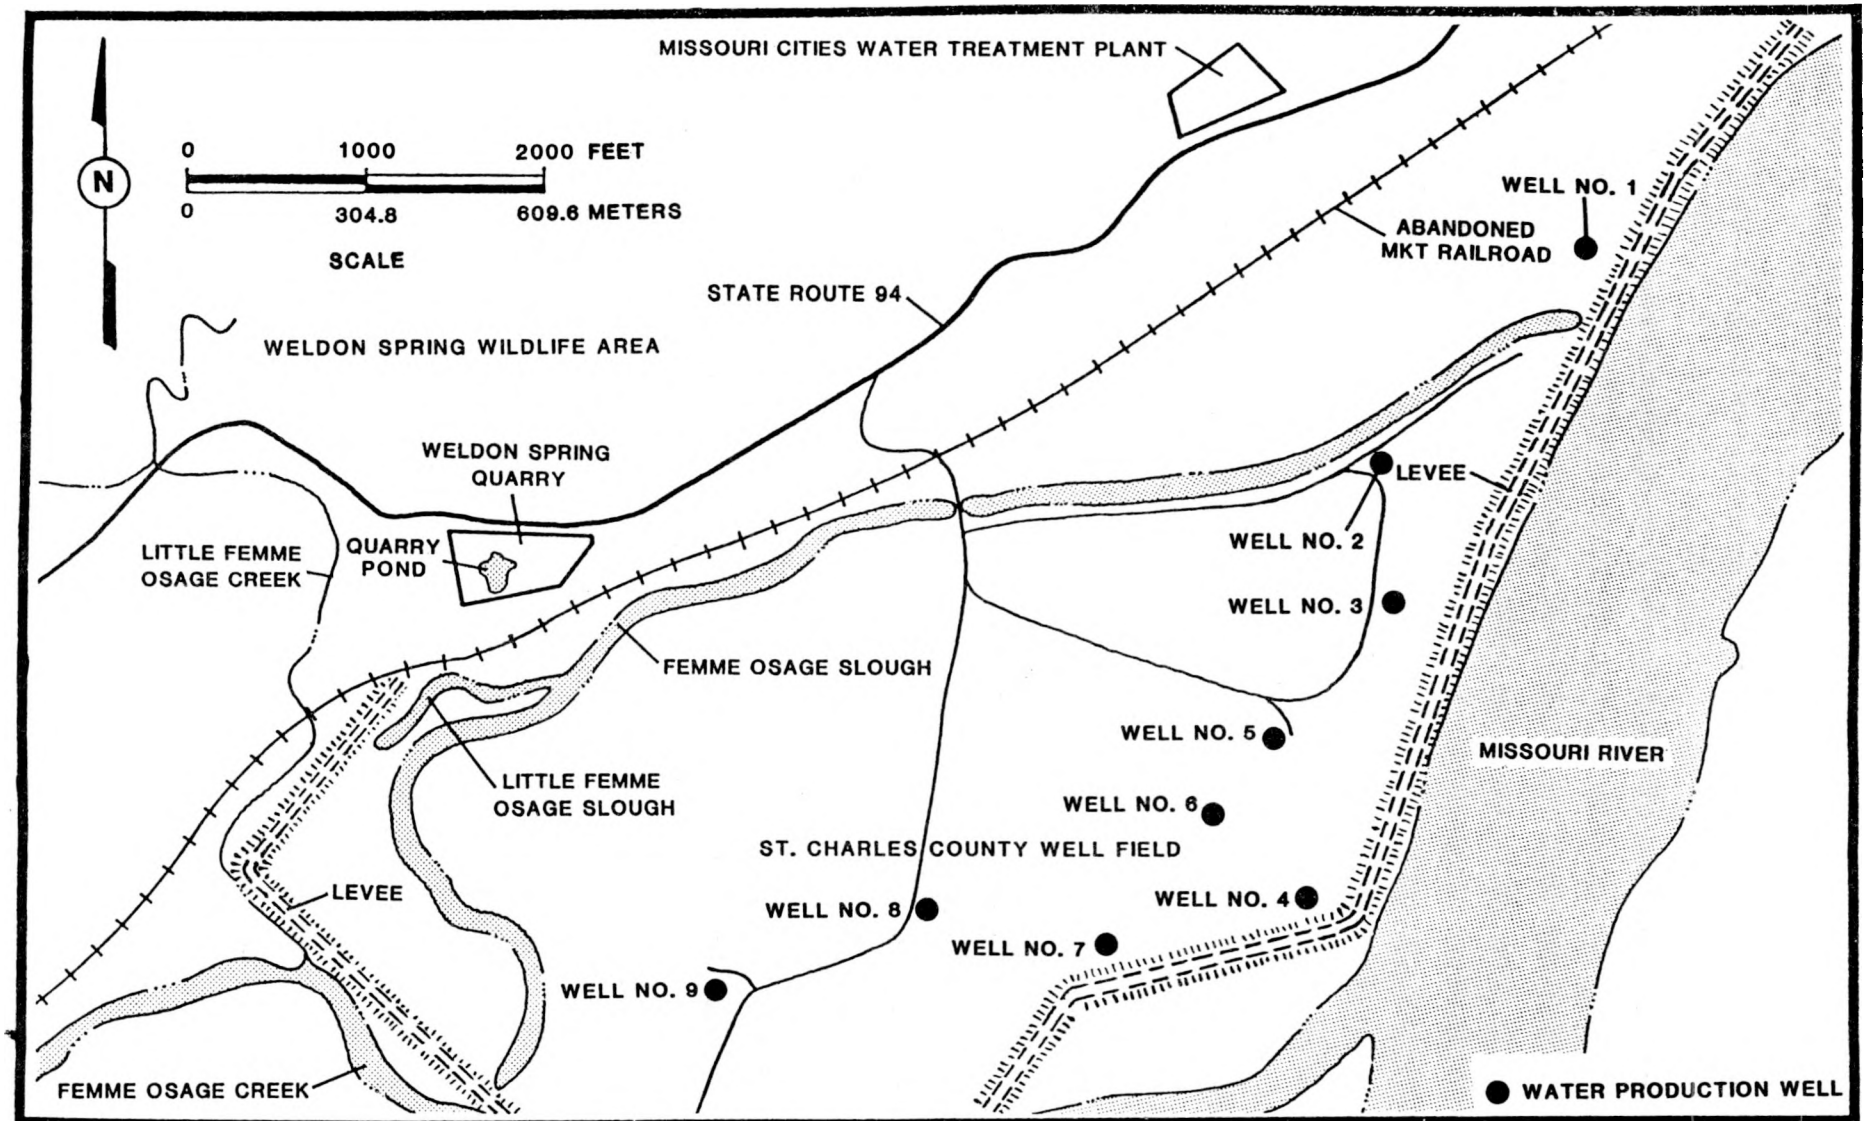 MISSOURI CITIES WATER TREATMENT PLANT
N
0 1000 2000 FEET
0 304.8 609.6 METERS
SCALE
WELL NO. 1
ABANDONED
MKT RAILROAD
STATE ROUTE 94
WELDON SPRING WILDLIFE AREA
WELDON SPRING
QUARRY
LEVEE
QUARRY
POND
LITTLE FEMME
OSAGE CREEK
WELL NO. 2
WELL NO. 3
FEMME OSAGE SLOUGH
WELL NO. 5
MISSOURI RIVER
LITTLE FEMME
OSAGE SLOUGH
WELL NO. 6
ST. CHARLES COUNTY WELL FIELD
LEVEE
WELL NO. 4
WELL NO. 8
WELL NO. 7
WELL NO. 9
FEMME OSAGE CREEK
WATER PRODUCTION WELL